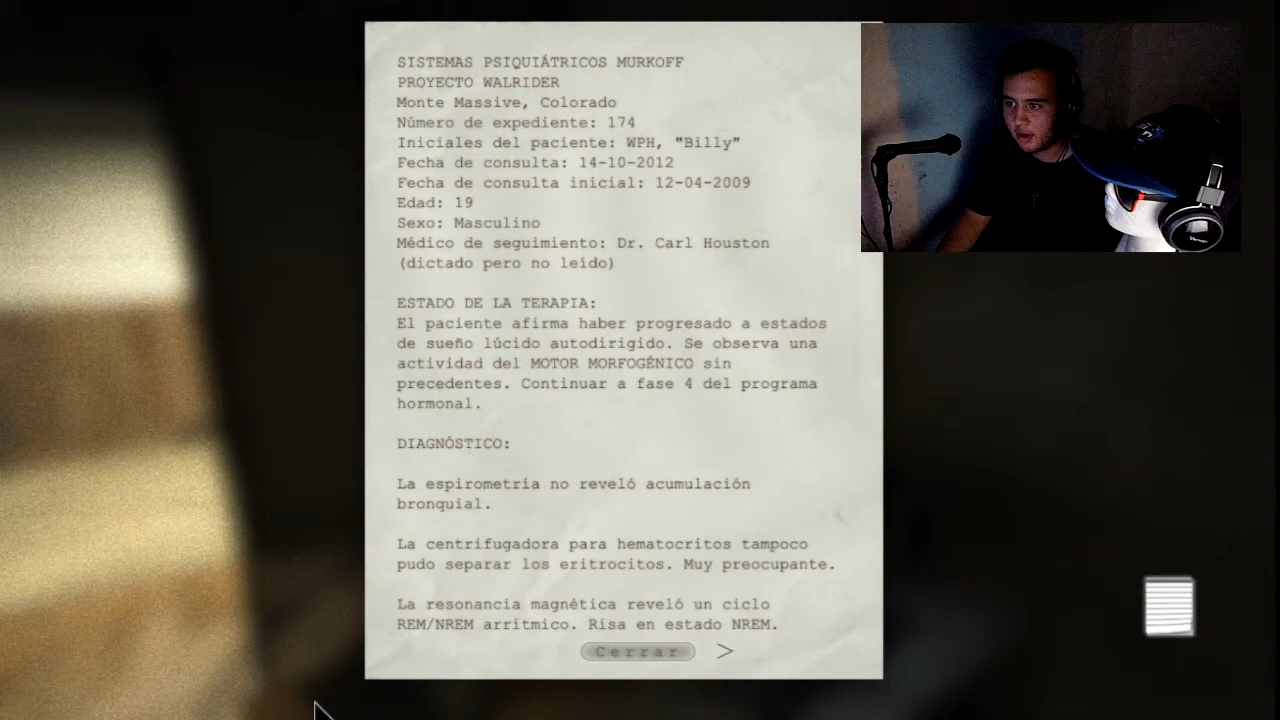 SISTEMAS PSIQUIÁTRICOS MURKOFF
PROYECTO WALRIDER
Monte Massive, Colorado
Número de expediente: 174
Iniciales del paciente: WPH, "Billy"
Fecha de consulta: 14-10-2012
Fecha de consulta inicial: 12-04-2009
Edad: 19
Sexo: Masculino
Médico de seguimiento: Dr. Carl Houston
(dictado pero no leído)
ESTADO DE LA TERAPIA:
El paciente afirma haber progresado a estados
de sueño lúcido autodirigido. Se observa una
actividad del MOTOR MORFOGÉNICO sin
precedentes. Continuar a fase 4 del programa
hormonal.
DIAGNÓSTICO:
La espirometría no reveló acumulación
bronquial.
La centrifugadora para hematocritos tampoco
pudo separar los eritrocitos. Muy preocupante.
La resonancia magnética reveló un ciclo
REM/NREM arrítmico. Risa en estado NREM.
Cerrar >